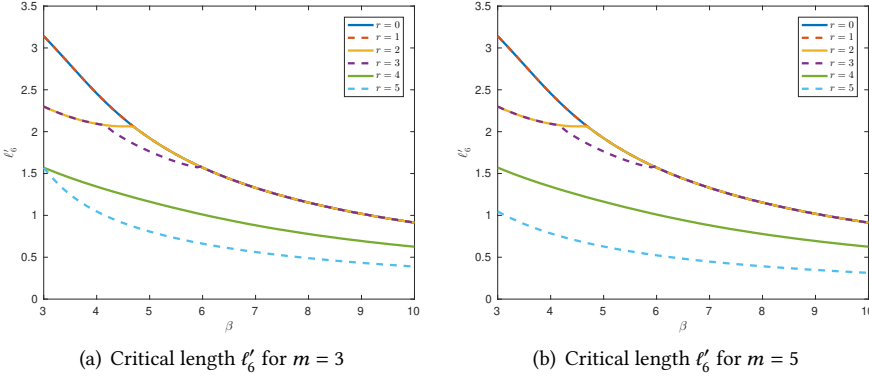 3.5
3
2.5
2
1.5
1
0.5
0
ℓ′₆
3 4 5 6 7 8 9 10
β
r = 0
r = 1
r = 2
r = 3
r = 4
r = 5
(a) Critical length ℓ′₆ for m = 3
3.5
3
2.5
2
1.5
1
0.5
0
ℓ′₆
3 4 5 6 7 8 9 10
β
r = 0
r = 1
r = 2
r = 3
r = 4
r = 5
(b) Critical length ℓ′₆ for m = 5